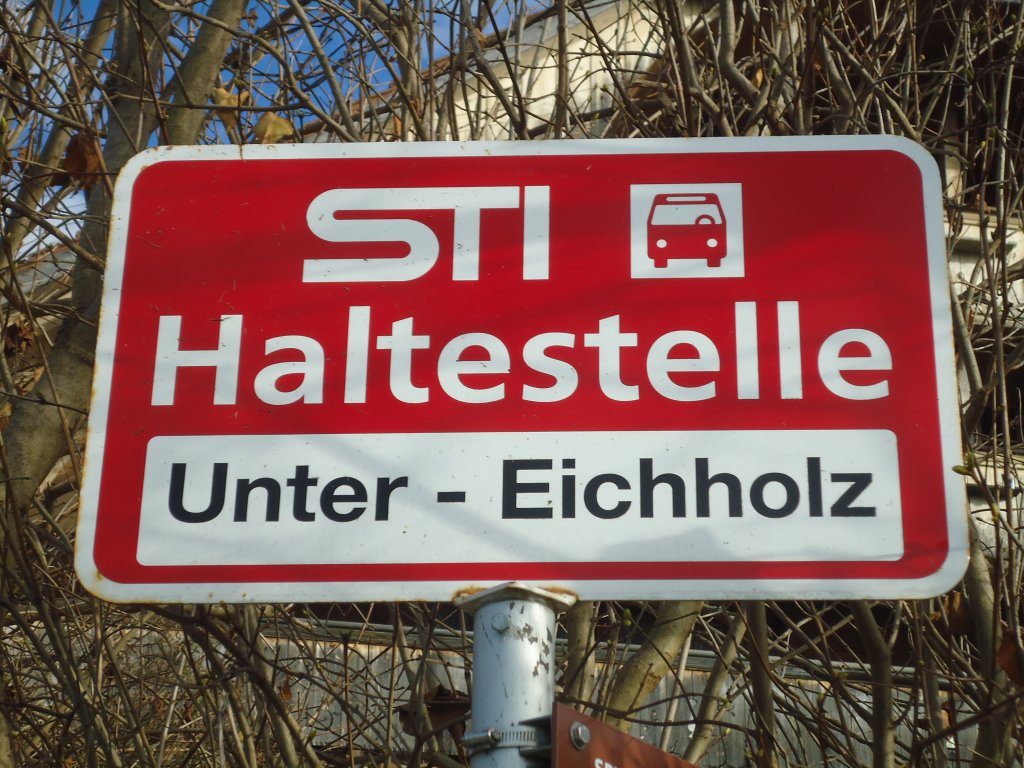 STI
Haltestelle
Unter - Eichholz